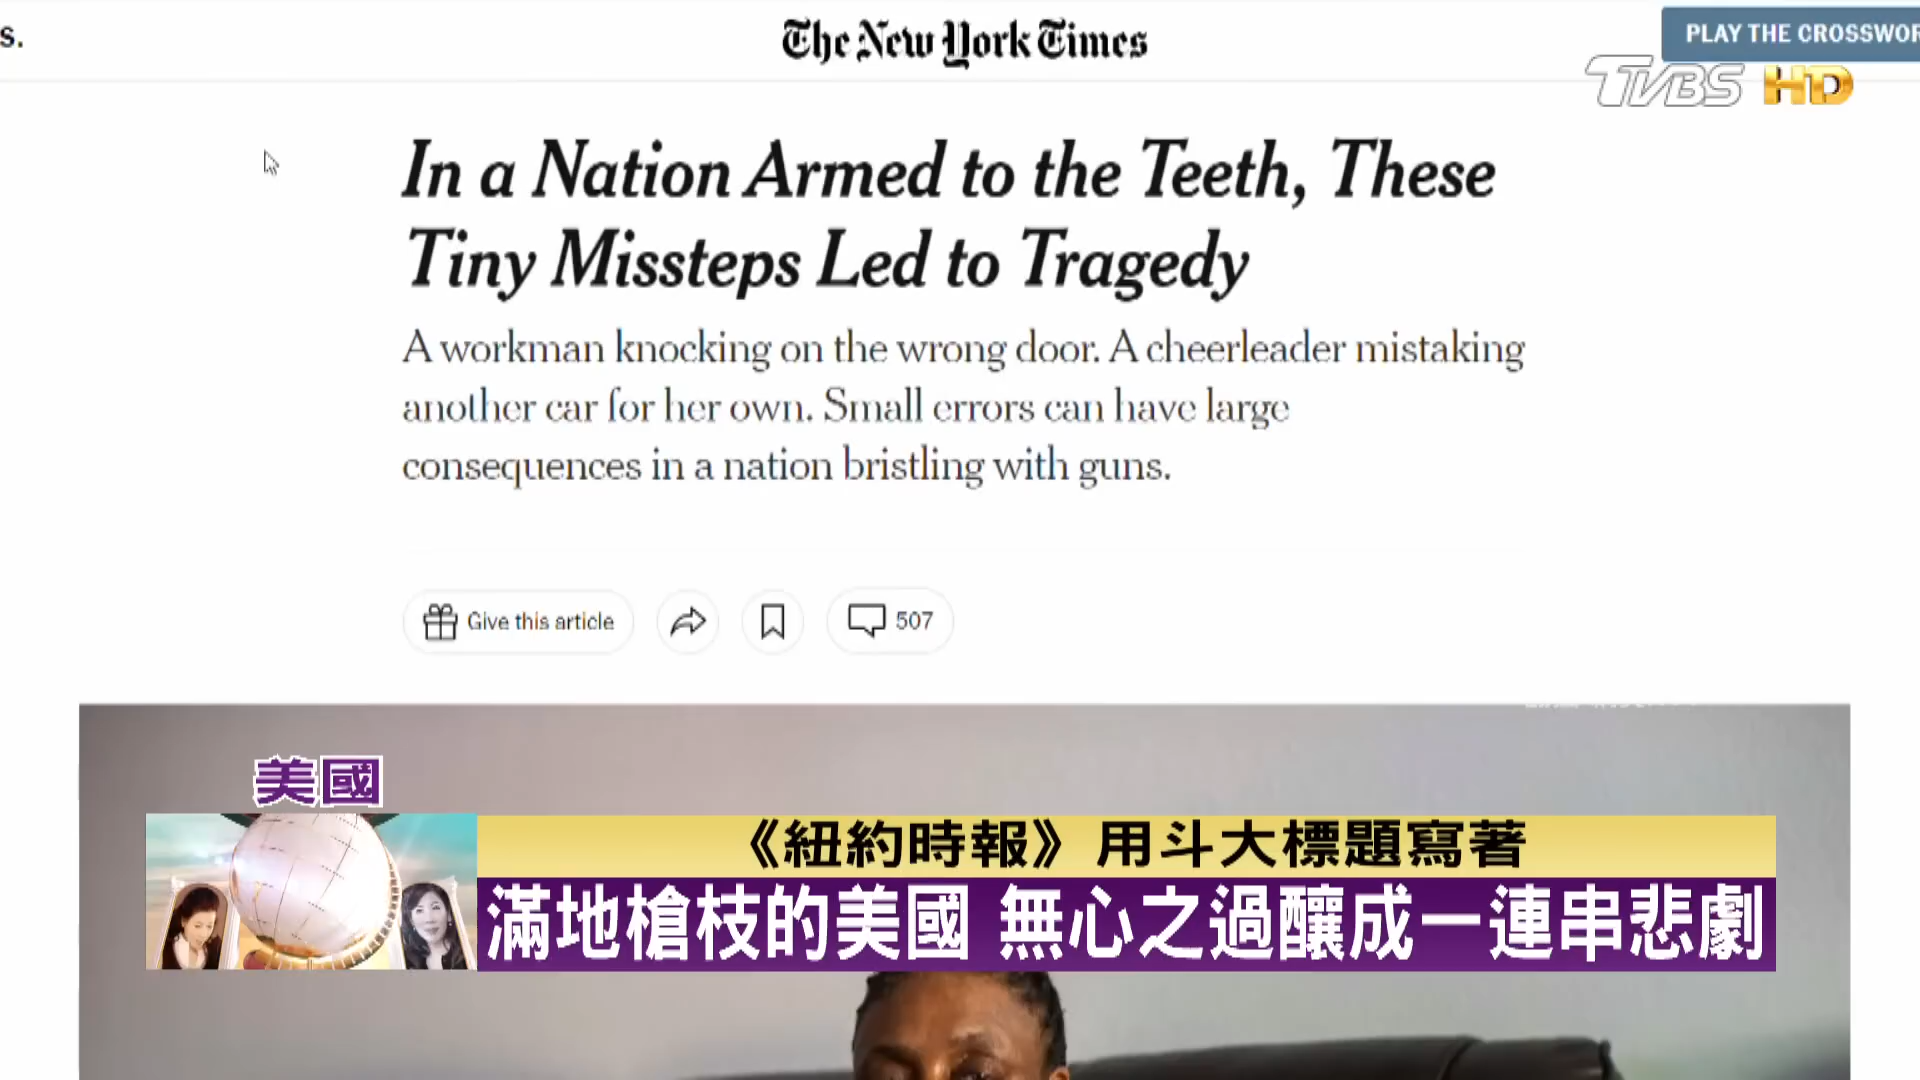 s.
The New York Times
PLAY THE CROSSWOR
TVBS HD
In a Nation Armed to the Teeth, These
Tiny Missteps Led to Tragedy
A workman knocking on the wrong door. A cheerleader mistaking
another car for her own. Small errors can have large
consequences in a nation bristling with guns.
Give this article
507
美國
《紐約時報》用斗大標題寫著
滿地槍枝的美國 無心之過釀成一連串悲劇